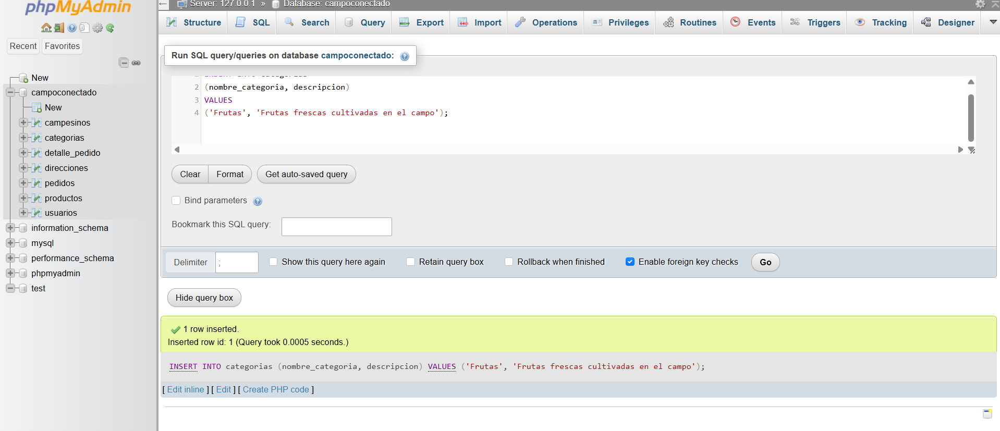 phpMyAdmin
Recent Favorites
New
campoconectado
New
campesinos
categorias
detalle_pedido
direcciones
pedidos
productos
usuarios
information_schema
mysql
performance_schema
phpmyadmin
test
Server: 127.0.0.1 » Database: campoconectado
Structure SQL Search Query Export Import Operations Privileges Routines Events Triggers Tracking Designer
Run SQL query/queries on database campoconectado:
1 INSERT INTO categorias
2 (nombre_categoria, descripcion)
3 VALUES
4 ('Frutas', 'Frutas frescas cultivadas en el campo');
Clear Format Get auto-saved query
Bind parameters
Bookmark this SQL query:
Delimiter ; Show this query here again Retain query box Rollback when finished Enable foreign key checks Go
Hide query box
1 row inserted.
Inserted row id: 1 (Query took 0.0005 seconds.)
INSERT INTO categorias (nombre_categoria, descripcion) VALUES ('Frutas', 'Frutas frescas cultivadas en el campo');
[ Edit inline ] [ Edit ] [ Create PHP code ]